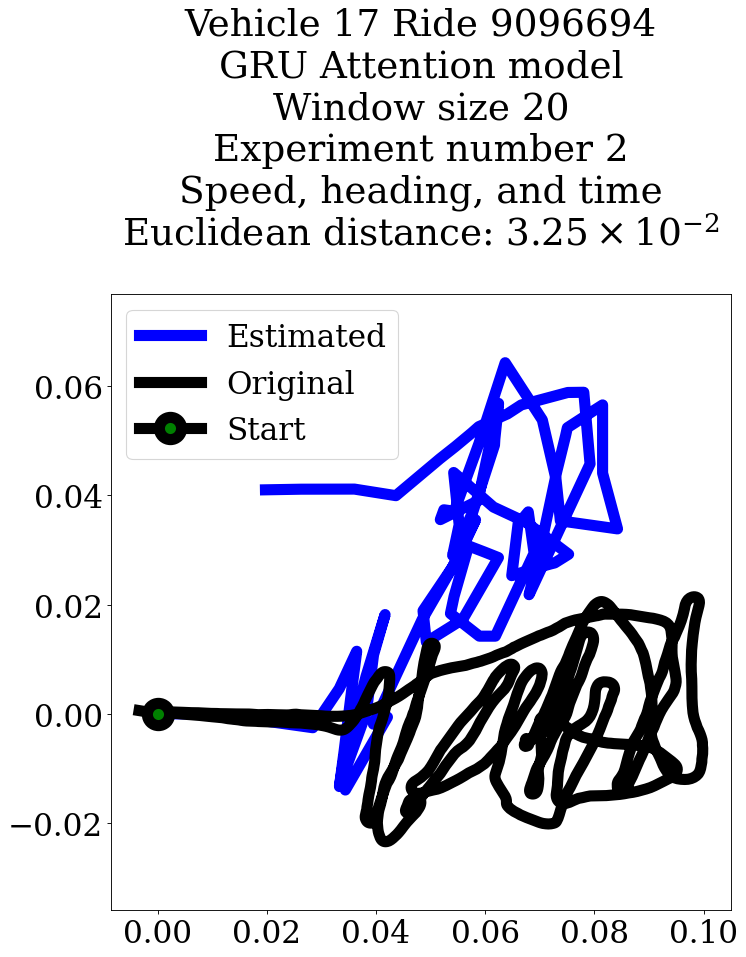 Vehicle 17 Ride 9096694
GRU Attention model
Window size 20
Experiment number 2
Speed, heading, and time
Euclidean distance: 3.25 × 10⁻²
Estimated
Original
Start
0.06
0.04
0.02
0.00
−0.02
0.00 0.02 0.04 0.06 0.08 0.10